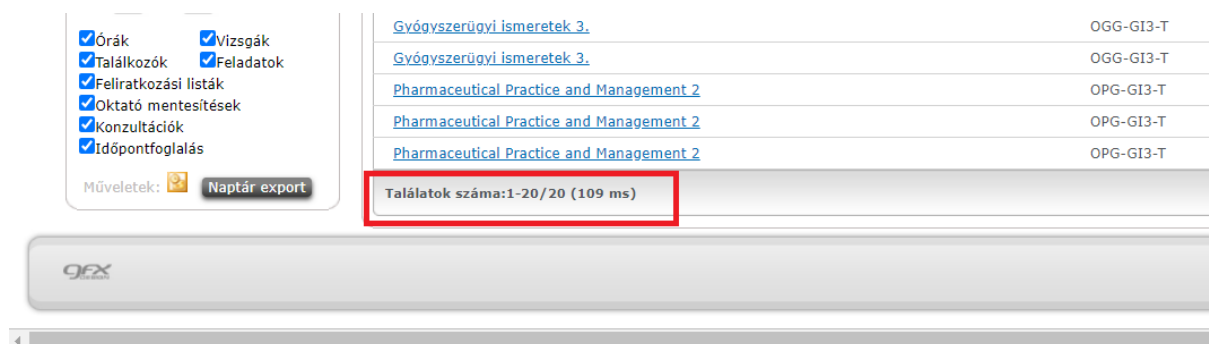 Órák Vizsgák
Találkozók Feladatok
Feliratkozási listák
Oktató mentesítések
Konzultációk
Időpontfoglalás
Műveletek: Naptár export
Gyógyszerügyi ismeretek 3. OGG-GI3-T
Gyógyszerügyi ismeretek 3. OGG-GI3-T
Pharmaceutical Practice and Management 2 OPG-GI3-T
Pharmaceutical Practice and Management 2 OPG-GI3-T
Pharmaceutical Practice and Management 2 OPG-GI3-T
Találatok száma:1-20/20 (109 ms)
gfx
DESIGN